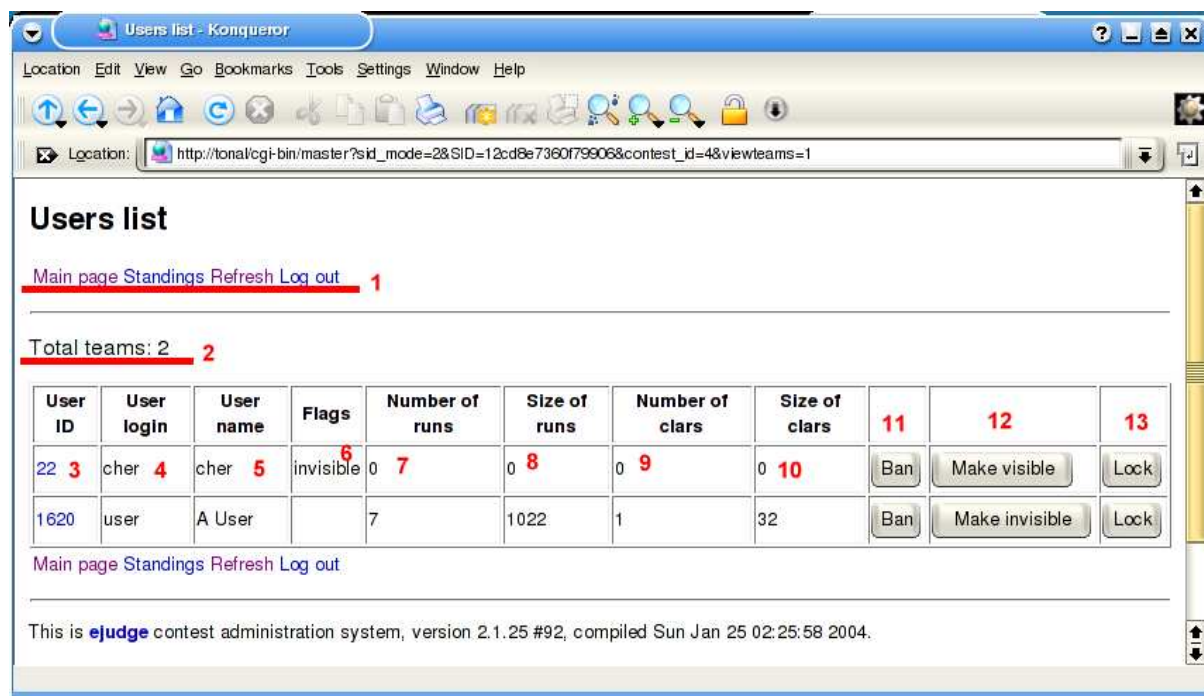 Users list - Konqueror
?
Location Edit View Go Bookmarks Tools Settings Window Help
Location: http://tonal/cgi-bin/master?sid_mode=2&SID=12cd8e7360f79906&contest_id=4&viewteams=1
Users list
Main page Standings Refresh Log out 1
Total teams: 2 2
User ID User login User name Flags Number of runs Size of runs Number of clars Size of clars 11 12 13
22 3 cher 4 cher 5 invisible 6 0 7 0 8 0 9 0 10 Ban Make visible Lock
1620 user A User 7 1022 1 32 Ban Make invisible Lock
Main page Standings Refresh Log out
This is ejudge contest administration system, version 2.1.25 #92, compiled Sun Jan 25 02:25:58 2004.